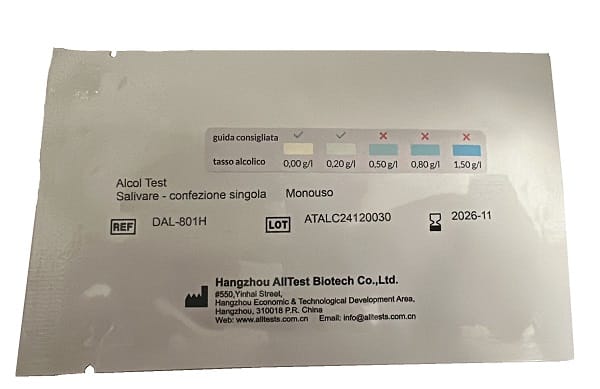 guida consigliata
tasso alcolico 0,00 g/l 0,20 g/l 0,50 g/l 0,80 g/l 1,50 g/l
Alcol Test
Salivare - confezione singola Monouso
REF DAL-801H LOT ATALC24120030 2026-11
Hangzhou AllTest Biotech Co.,Ltd.
#550,Yinhai Street,
Hangzhou Economic & Technological Development Area,
Hangzhou, 310018 P.R. China
Web: www.alltests.com.cn Email: info@alltests.com.cn